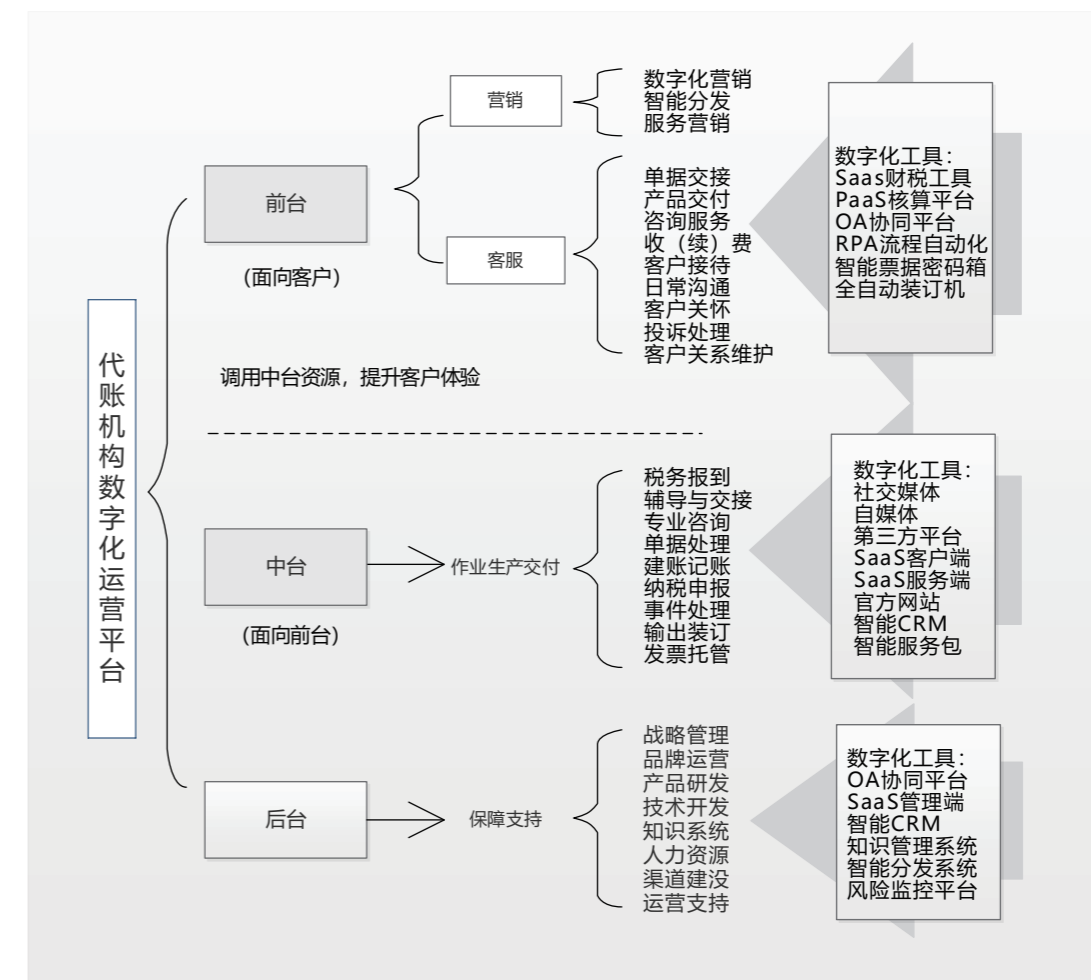 代账机构数字化运营平台
前台
(面向客户)
营销
数字化营销
智能分发
服务营销
客服
单据交接
产品交付
咨询服务
收（续）费
客户接待
日常沟通
客户关怀
投诉处理
客户关系维护
数字化工具：
Saas财税工具
PaaS核算平台
OA协同平台
RPA流程自动化
智能票据密码箱
全自动装订机
调用中台资源，提升客户体验
中台
(面向前台)
作业生产交付
税务报到
辅导与交接
专业咨询
单据处理
建账记账
纳税申报
事件处理
输出装订
发票托管
数字化工具：
社交媒体
自媒体
第三方平台
SaaS客户端
SaaS服务端
官方网站
智能CRM
智能服务包
后台
保障支持
战略管理
品牌运营
产品研发
技术开发
知识系统
人力资源
渠道建没
运营支持
数字化工具：
OA协同平台
SaaS管理端
智能CRM
知识管理系统
智能分发系统
风险监控平台